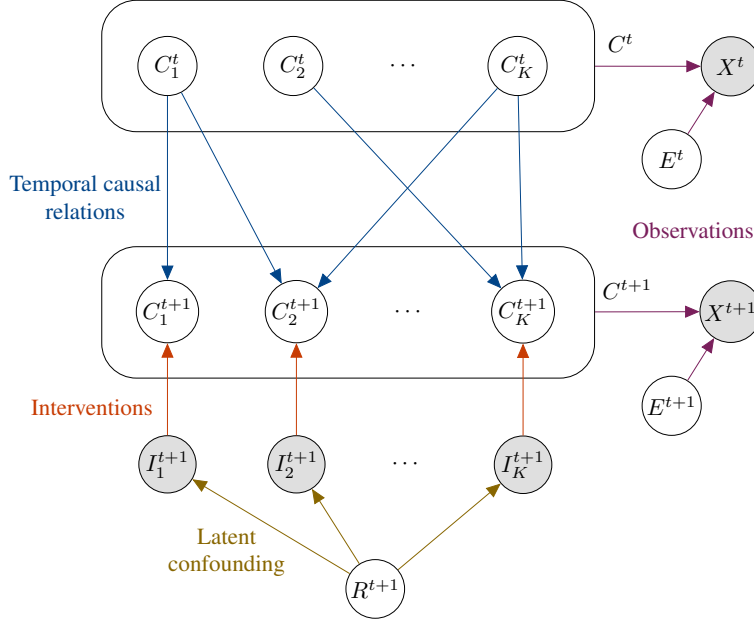 $C_1^t$ $C_2^t$ ⋯ $C_K^t$ $C^t$ $X^t$
$E^t$
Temporal causal
relations
Observations
$C_1^{t+1}$ $C_2^{t+1}$ ⋯ $C_K^{t+1}$ $C^{t+1}$ $X^{t+1}$
Interventions
$E^{t+1}$
$I_1^{t+1}$ $I_2^{t+1}$ ⋯ $I_K^{t+1}$
Latent
confounding
$R^{t+1}$